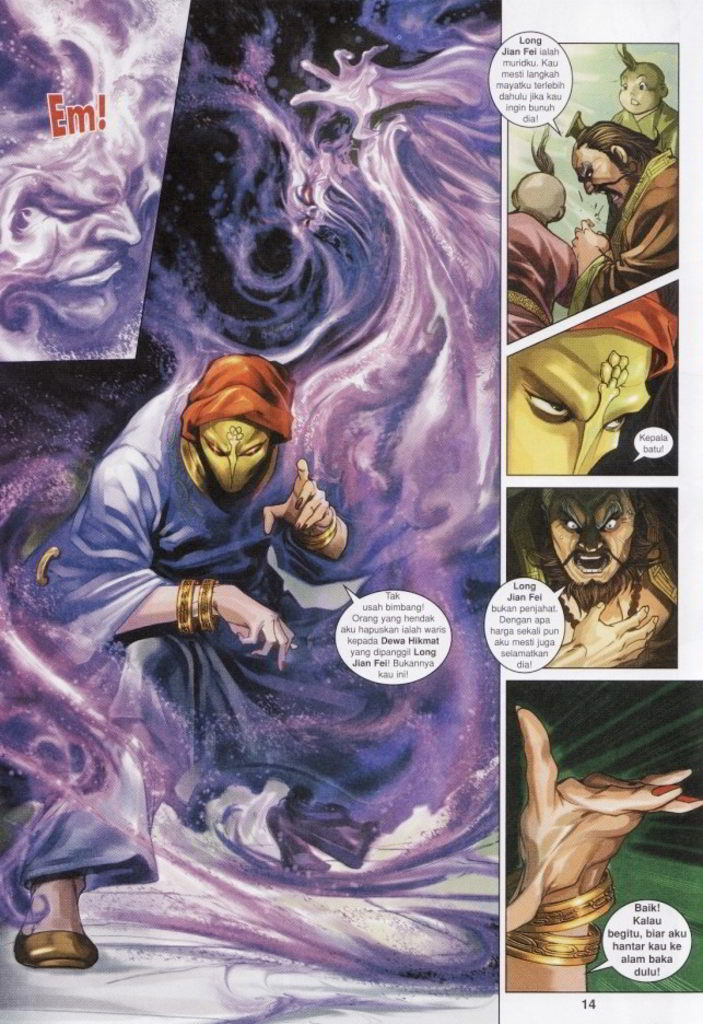 Em!
Tak
usah bimbang!
Orang yang hendak
aku hapuskan ialah waris
kepada Dewa Hikmat
yang dipanggil Long
Jian Fei! Bukannya
kau ini!
Long
Jian Fei ialah
muridku. Kau
mesti langkah
mayatku terlebih
dahulu jika kau
ingin bunuh
dia!
Kepala
batu!
Long
Jian Fei
bukan penjahat.
Dengan apa
harga sekali pun
aku mesti juga
selamatkan
dia!
Baik!
Kalau
begitu, biar aku
hantar kau ke
alam baka
dulu!
14